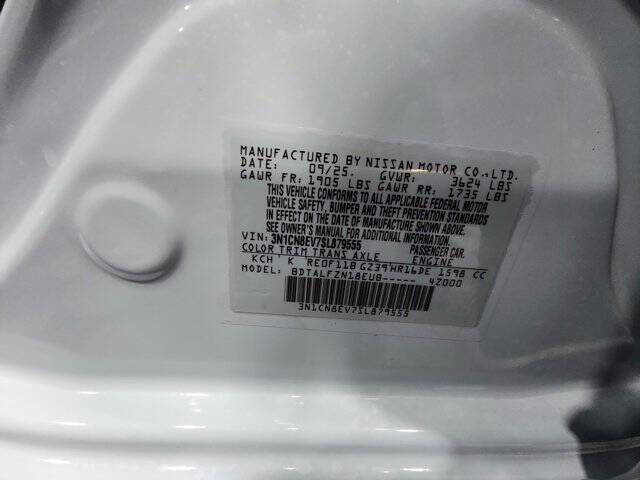 MANUFACTURED BY NISSAN MOTOR CO.,LTD.
DATE: 09/25. GVWR: 3624 LBS
GAWR FR: 1905 LBS GAWR RR: 1735 LBS
THIS VEHICLE CONFORMS TO ALL APPLICABLE FEDERAL MOTOR
VEHICLE SAFETY, BUMPER AND THEFT PREVENTION STANDARDS
IN EFFECT ON THE DATE OF MANUFACTURE SHOWN ABOVE.
SEE OWNER'S MANUAL FOR ADDITIONAL INFORMATION
VIN: 3N1CN8EV7SL879555 PASSENGER CAR.
COLOR TRIM TRANS AXLE ENGINE
KCH K RE0F11B GZ39 HR16DE 1598 CC
MODEL: BDTALFZN18EUB----- 4Z000
3N1CN8EV7SL879555